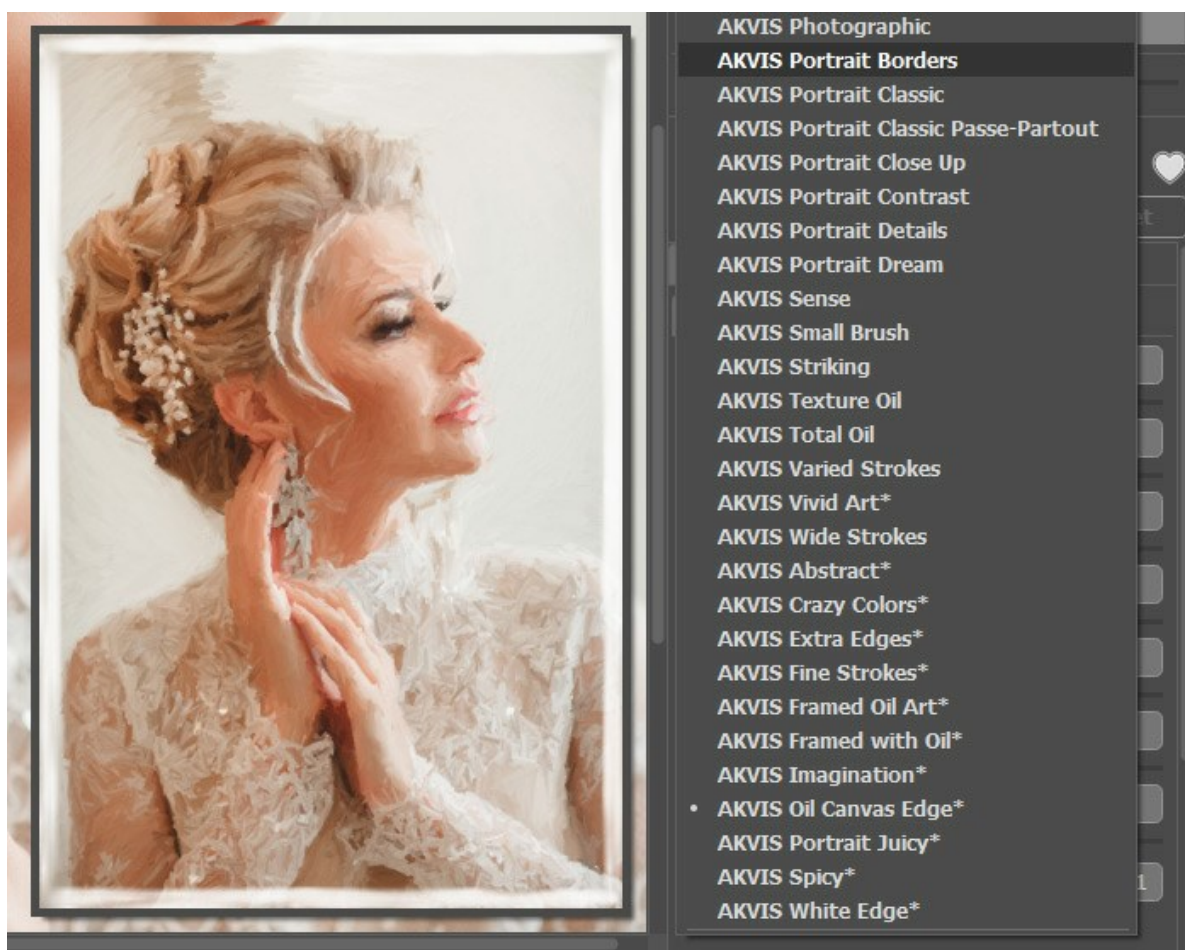 AKVIS Photographic
AKVIS Portrait Borders
AKVIS Portrait Classic
AKVIS Portrait Classic Passe-Partout
AKVIS Portrait Close Up
AKVIS Portrait Contrast
AKVIS Portrait Details
AKVIS Portrait Dream
AKVIS Sense
AKVIS Small Brush
AKVIS Striking
AKVIS Texture Oil
AKVIS Total Oil
AKVIS Varied Strokes
AKVIS Vivid Art*
AKVIS Wide Strokes
AKVIS Abstract*
AKVIS Crazy Colors*
AKVIS Extra Edges*
AKVIS Fine Strokes*
AKVIS Framed Oil Art*
AKVIS Framed with Oil*
AKVIS Imagination*
• AKVIS Oil Canvas Edge*
AKVIS Portrait Juicy*
AKVIS Spicy*
AKVIS White Edge*